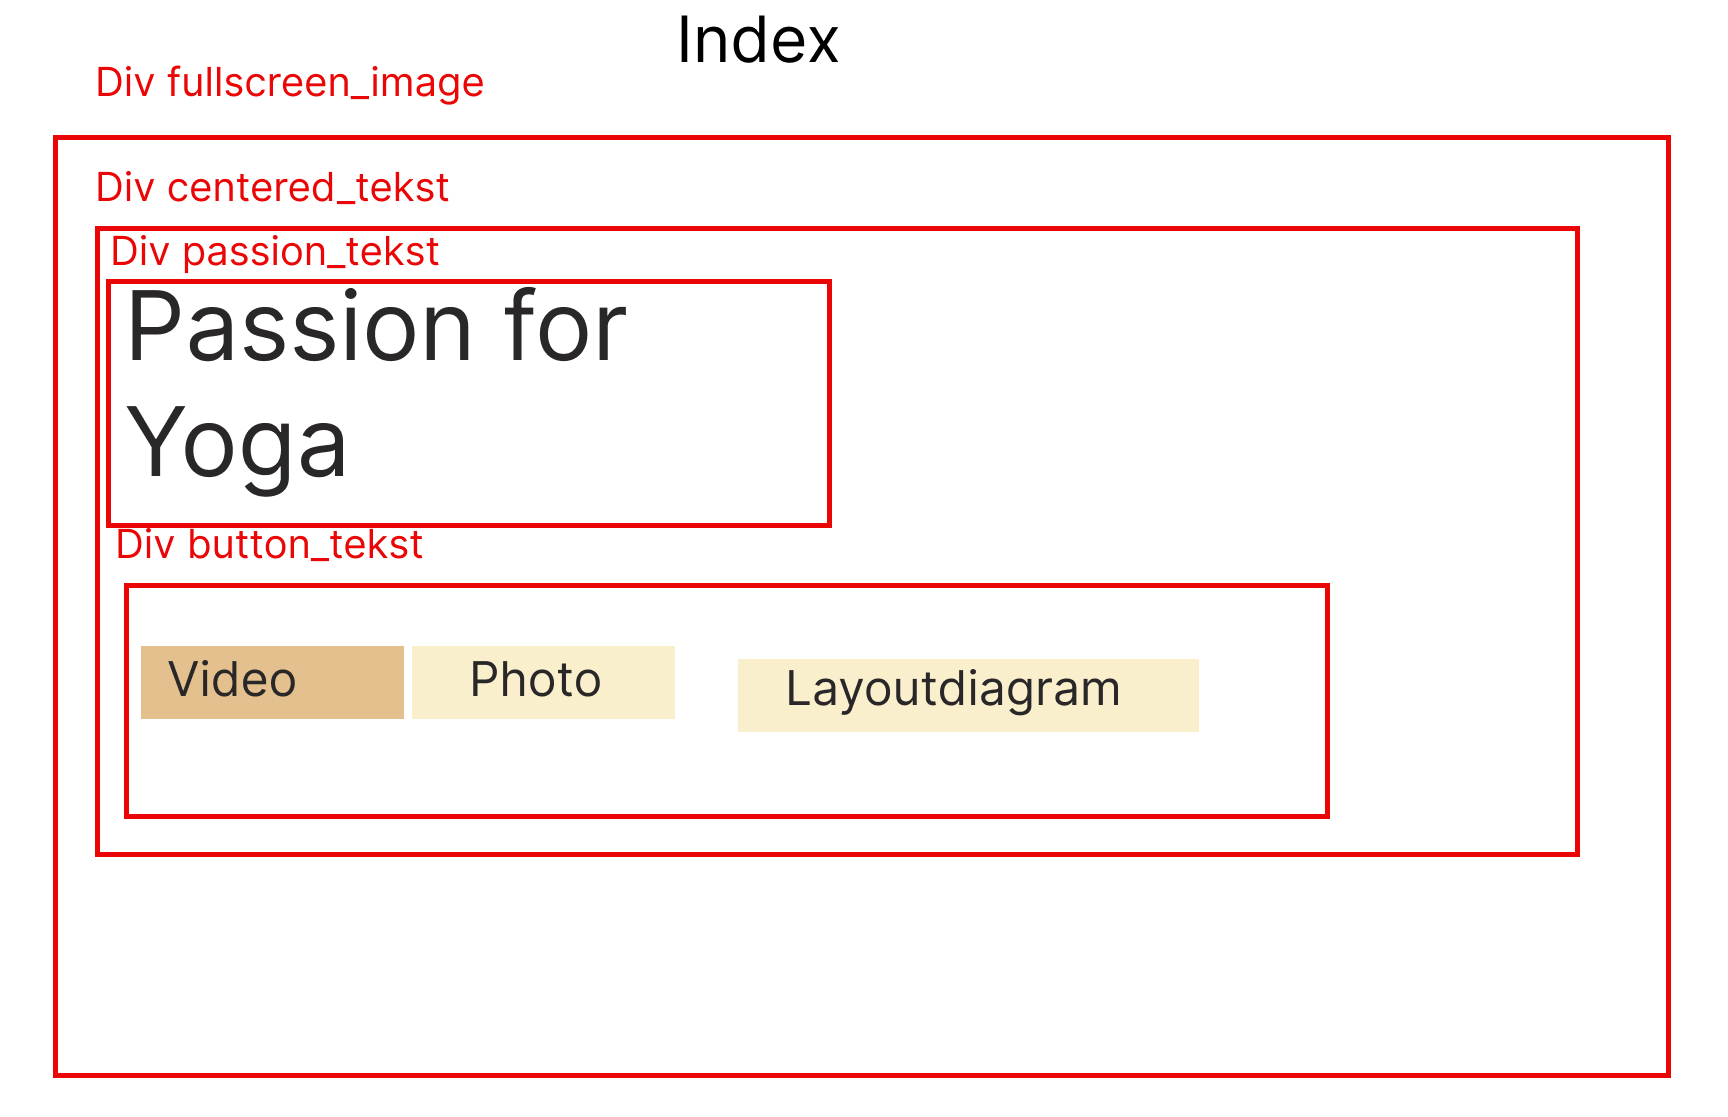 Index
Div fullscreen_image
Div centered_tekst
Div passion_tekst
Passion for
Yoga
Div button_tekst
Video
Photo
Layoutdiagram